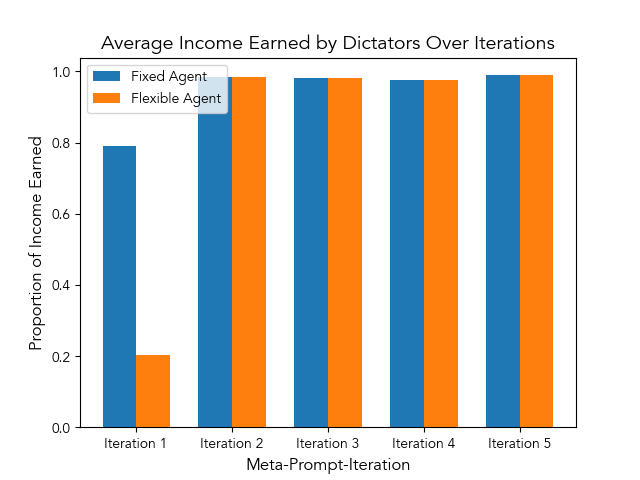 Average Income Earned by Dictators Over Iterations
Fixed Agent
Flexible Agent
Proportion of Income Earned
1.0
0.8
0.6
0.4
0.2
0.0
Iteration 1
Iteration 2
Iteration 3
Iteration 4
Iteration 5
Meta-Prompt-Iteration